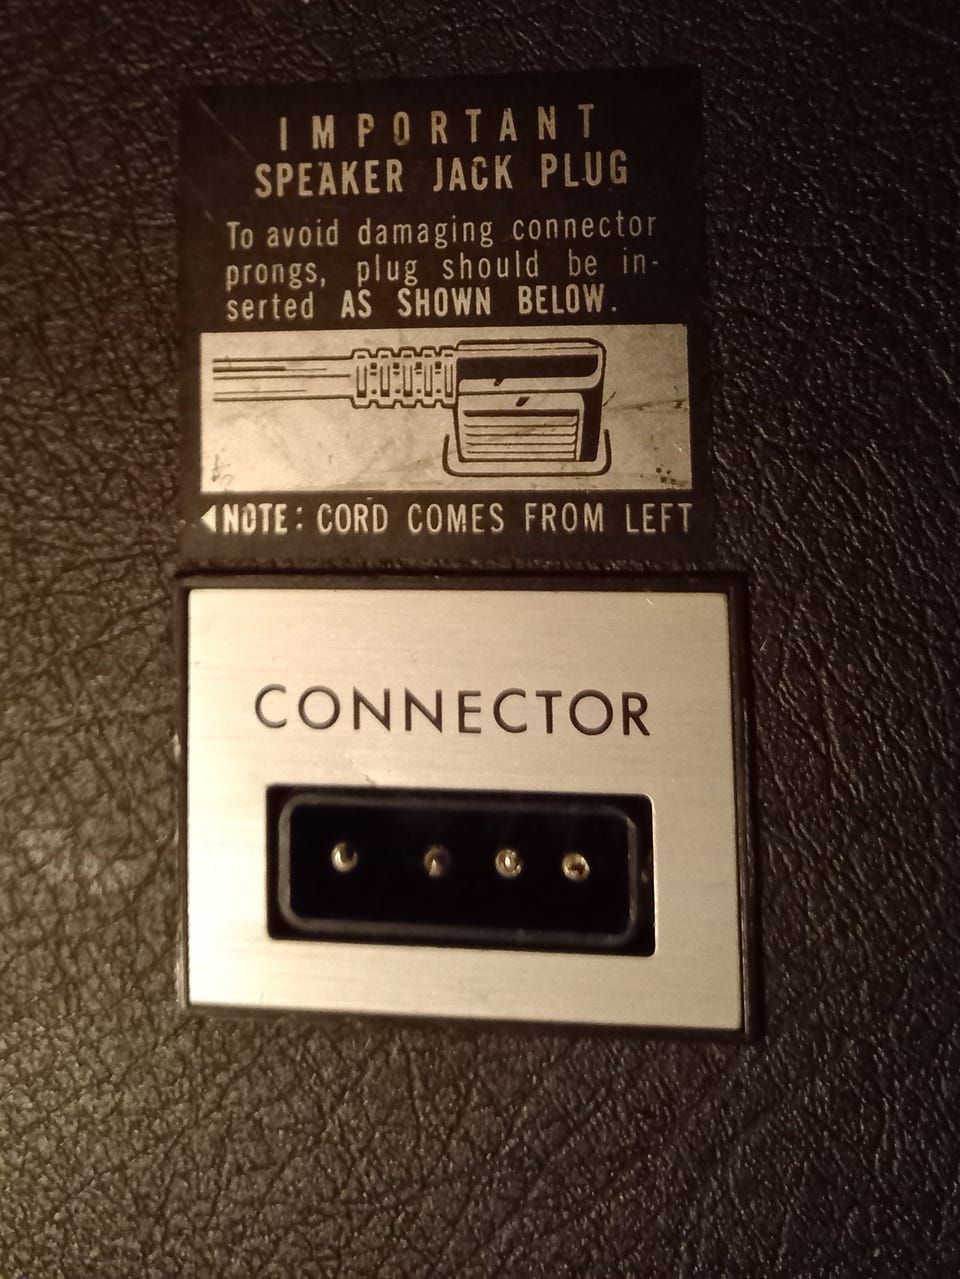 IMPORTANT
SPEAKER JACK PLUG
To avoid damaging connector
prongs, plug should be in-
serted AS SHOWN BELOW.
◀NOTE: CORD COMES FROM LEFT
CONNECTOR